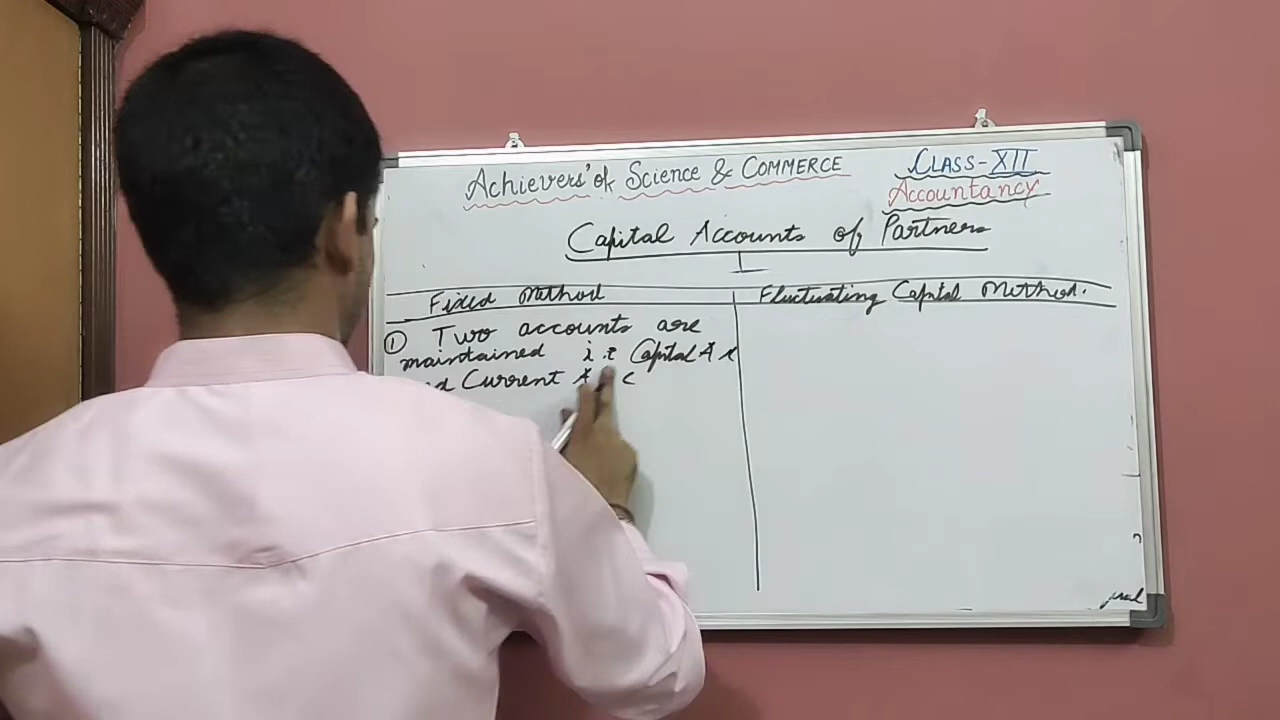 Achievers' of Science & COMMERCE
CLASS-XII
Accountancy
Capital Accounts of Partners
Fixed Method
Fluctuating Capital Method.
① Two accounts are
maintained i.e Capital A c
Current A c